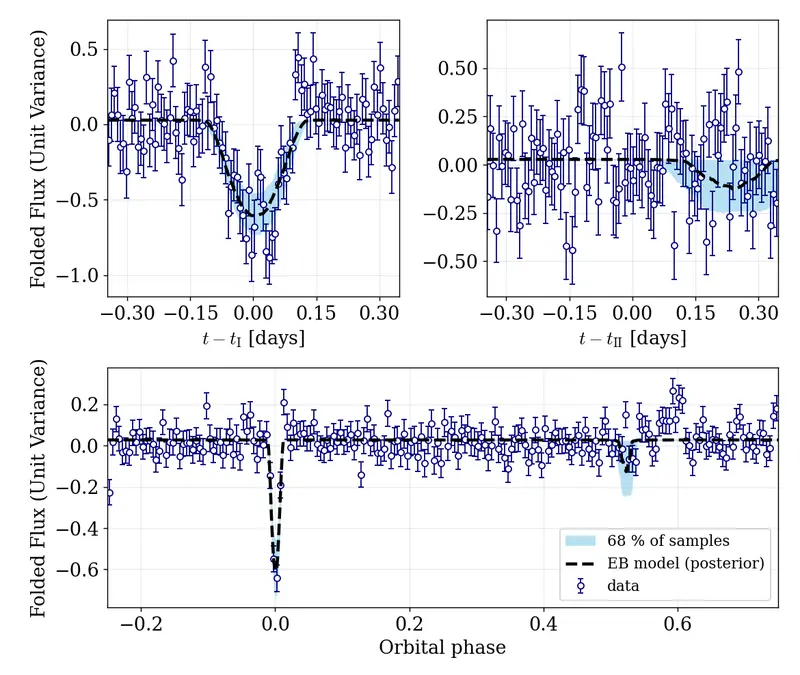 Folded Flux (Unit Variance)
0.5
0.0
−0.5
−1.0
−0.30 −0.15 0.00 0.15 0.30
t − tI [days]
0.50
0.25
0.00
−0.25
−0.50
−0.30 −0.15 0.00 0.15 0.30
t − tII [days]
Folded Flux (Unit Variance)
0.2
0.0
−0.2
−0.4
−0.6
−0.2 0.0 0.2 0.4 0.6
Orbital phase
68 % of samples
EB model (posterior)
data